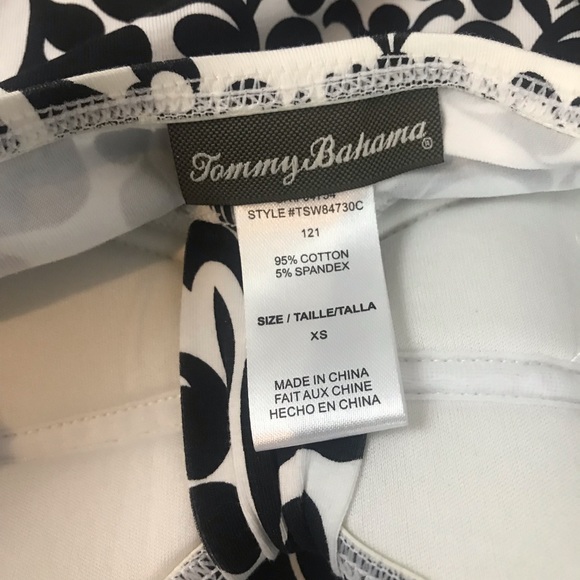 Tommy Bahama®
STYLE #TSW84730C
121
95% COTTON
5% SPANDEX
SIZE / TAILLE/TALLA
XS
MADE IN CHINA
FAIT AUX CHINE
HECHO EN CHINA